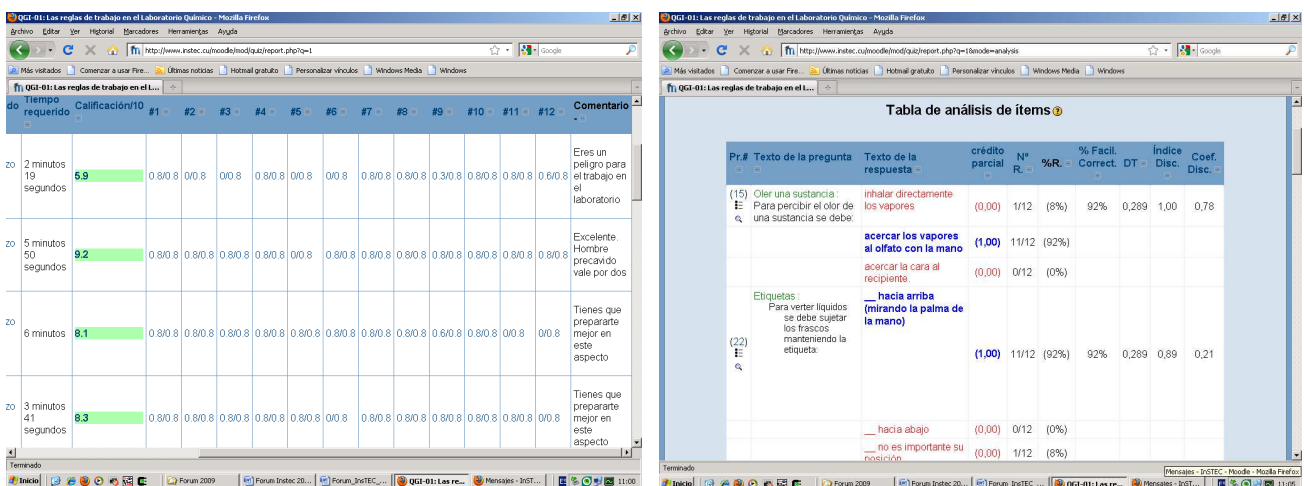 QGI-01: Las reglas de trabajo en el Laboratorio Químico - Mozilla Firefox
Archivo Editar Ver Historial Marcadores Herramientas Ayuda
http://www.instec.cu/moodle/mod/quiz/report.php?q=1
Google
Más visitados Comenzar a usar Fire... Últimas noticias Hotmail gratuito Personalizar vínculos Windows Media Windows
QGI-01: Las reglas de trabajo en el L...
do Tiempo requerido Calificación/10 #1 #2 #3 #4 #5 #6 #7 #8 #9 #10 #11 #12 Comentario
zo 2 minutos 19 segundos 5.9 0.8/0.8 0/0.8 0/0.8 0.8/0.8 0/0.8 0/0.8 0.8/0.8 0.8/0.8 0.3/0.8 0.8/0.8 0.8/0.8 0.6/0.8 Eres un peligro para el trabajo en el laboratorio
zo 5 minutos 50 segundos 9.2 0.8/0.8 0.8/0.8 0.8/0.8 0.8/0.8 0/0.8 0.8/0.8 0.8/0.8 0.8/0.8 0.8/0.8 0.8/0.8 0.8/0.8 0.8/0.8 Excelente. Hombre precavido vale por dos
zo 6 minutos 8.1 0.8/0.8 0.8/0.8 0.8/0.8 0.8/0.8 0.8/0.8 0.8/0.8 0.8/0.8 0.8/0.8 0.6/0.8 0.8/0.8 0/0.8 0/0.8 Tienes que prepararte mejor en este aspecto
zo 3 minutos 41 segundos 8.3 0.8/0.8 0.8/0.8 0.8/0.8 0.8/0.8 0.8/0.8 0/0.8 0.8/0.8 0.8/0.8 0.8/0.8 0.8/0.8 0.8/0.8 0/0.8 Tienes que prepararte mejor en este aspecto
Terminado
Inicio Forum 2009 Forum Instec 20... Forum_InsTEC_... QGI-01: Las re... Mensajes - InST... 11:00
QGI-01: Las reglas de trabajo en el Laboratorio Químico - Mozilla Firefox
Archivo Editar Ver Historial Marcadores Herramientas Ayuda
http://www.instec.cu/moodle/mod/quiz/report.php?q=1&mode=analysis
Google
Más visitados Comenzar a usar Fire... Últimas noticias Hotmail gratuito Personalizar vínculos Windows Media Windows
QGI-01: Las reglas de trabajo en el L...
Tabla de análisis de ítems
Pr.# Texto de la pregunta Texto de la respuesta crédito parcial Nº R. %R. % Facil. Correct. DT Índice Disc. Coef. Disc.
(15) Oler una sustancia : Para percibir el olor de una sustancia se debe: inhalar directamente los vapores (0,00) 1/12 (8%) 92% 0,289 1,00 0,78
acercar los vapores al olfato con la mano (1,00) 11/12 (92%)
acercar la cara al recipiente. (0,00) 0/12 (0%)
(22) Etiquetas : Para verter líquidos se debe sujetar los frascos manteniendo la etiqueta: __ hacia arriba (mirando la palma de la mano) (1,00) 11/12 (92%) 92% 0,289 0,89 0,21
__ hacia abajo (0,00) 0/12 (0%)
__ no es importante su posición (0,00) 1/12 (8%)
Terminado
Mensajes - InSTEC - Moodle - Mozilla Firefox
Inicio Forum 2009 Forum Instec 20... Forum_InsTEC_... QGI-01: Las re... Mensajes - InST... 11:05